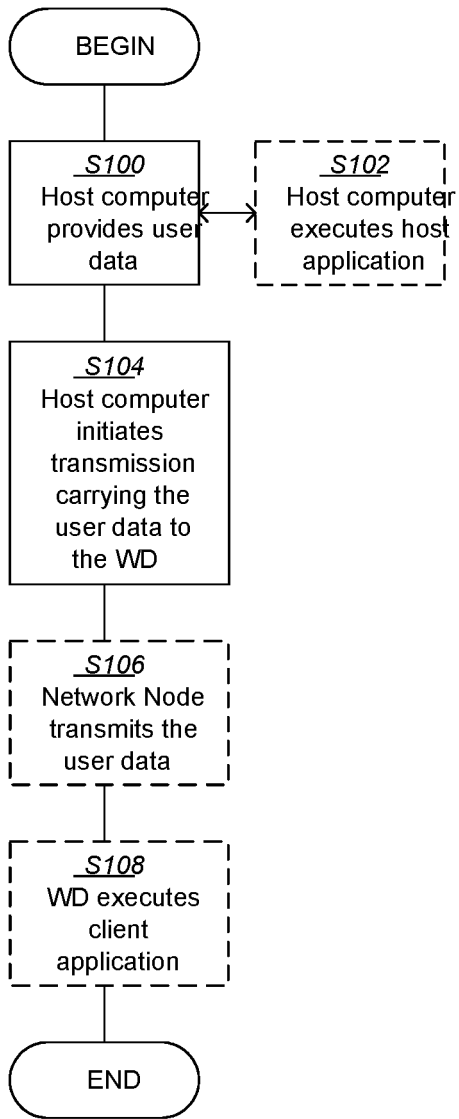 BEGIN
S100
Host computer
provides user
data
S102
Host computer
executes host
application
S104
Host computer
initiates
transmission
carrying the
user data to
the WD
S106
Network Node
transmits the
user data
S108
WD executes
client
application
END